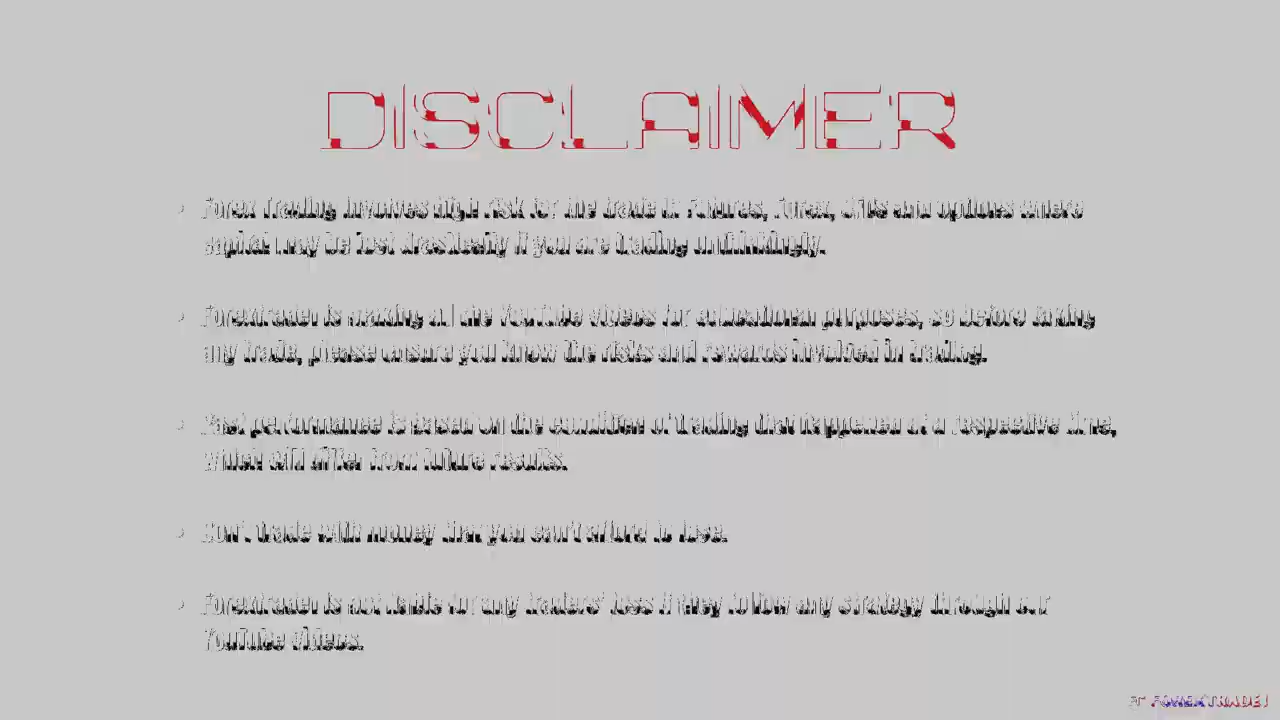 DISCLAIMER
• Forex Trading involves high risk for the trade in Futures, Forex, CFDs and options where
capital may be lost drastically if you are trading unthinkingly.
• Forextrader is making all the YouTube videos for educational purposes, so before taking
any trade, please ensure you know the risks and rewards involved in trading.
• Past performance is based on the condition of trading that happened at a respective time,
which will differ from future results.
• Don't trade with money that you can't afford to lose.
• Forextrader is not liable for any traders' loss if they follow any strategy through our
YouTube videos.